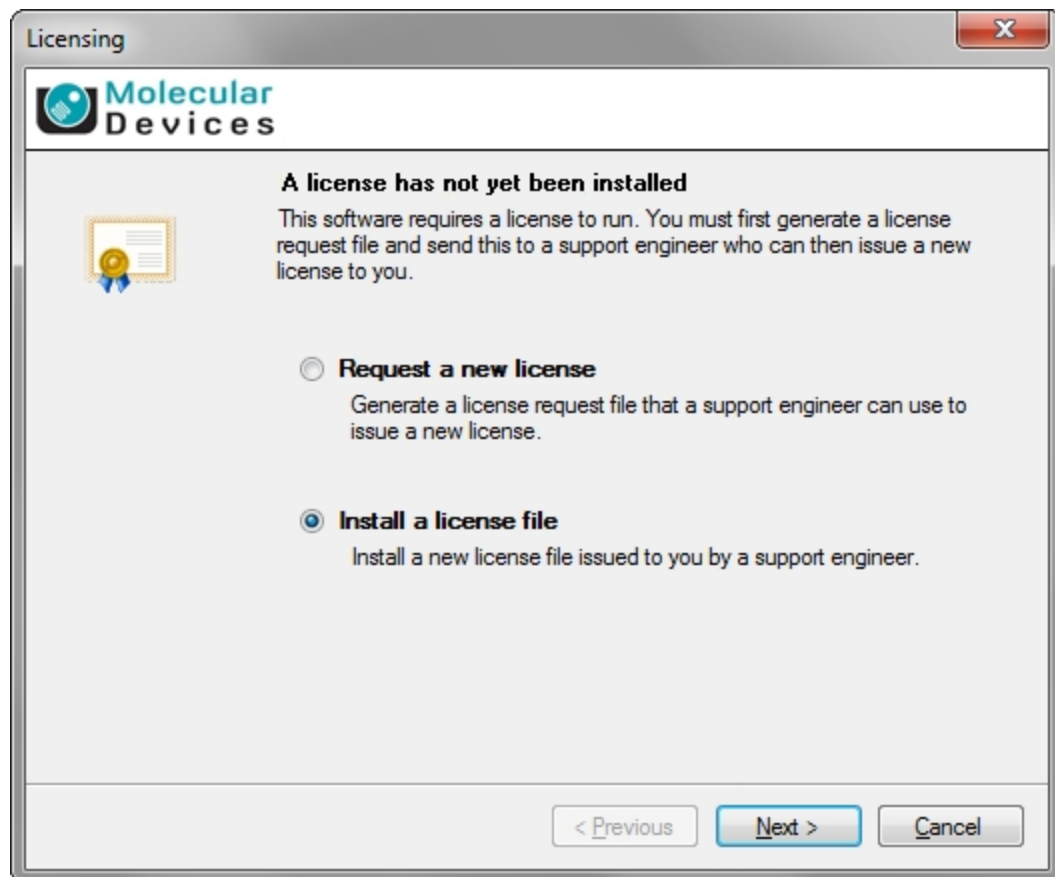 Licensing
Molecular
Devices
A license has not yet been installed
This software requires a license to run. You must first generate a license
request file and send this to a support engineer who can then issue a new
license to you.
Request a new license
Generate a license request file that a support engineer can use to
issue a new license.
Install a license file
Install a new license file issued to you by a support engineer.
< Previous
Next >
Cancel